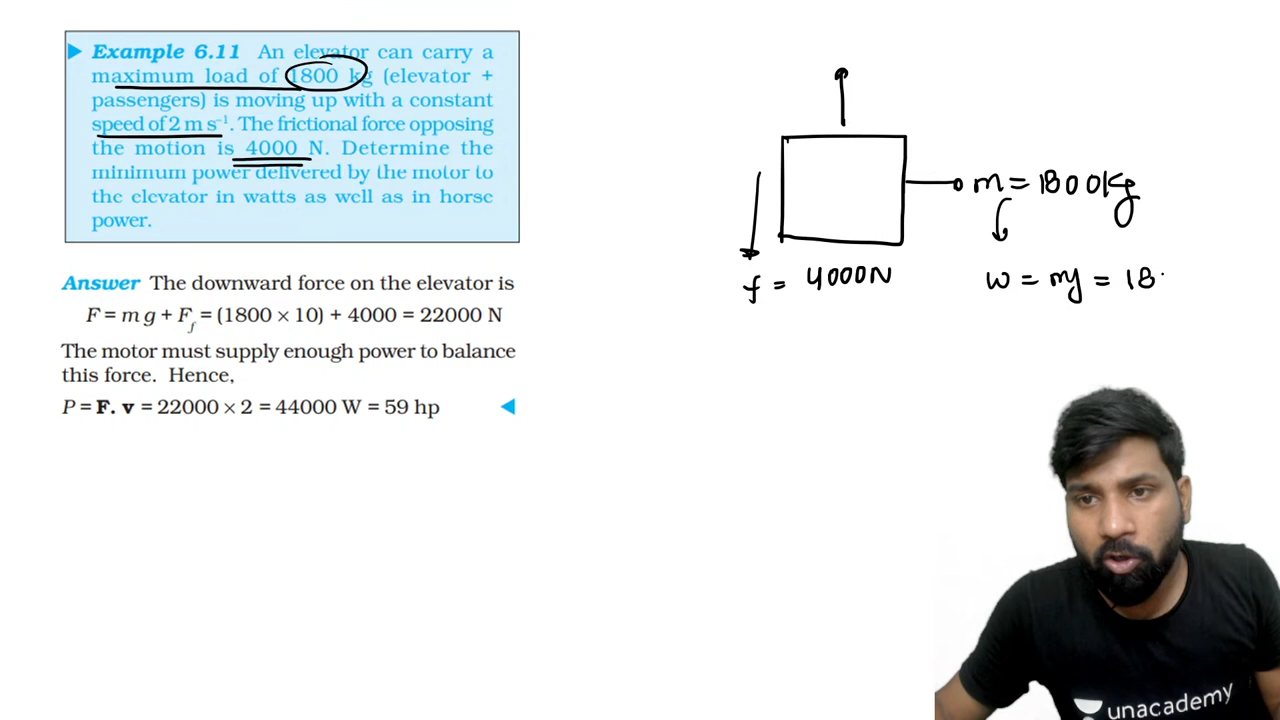 Example 6.11 An elevator can carry a
maximum load of 1800 kg (elevator +
passengers) is moving up with a constant
speed of 2 m s⁻¹. The frictional force opposing
the motion is 4000 N. Determine the
minimum power delivered by the motor to
the elevator in watts as well as in horse
power.
Answer The downward force on the elevator is
F = m g + F_f = (1800 × 10) + 4000 = 22000 N
The motor must supply enough power to balance
this force. Hence,
P = F. v = 22000 × 2 = 44000 W = 59 hp
m = 1800kg
f = 4000N
w = mg = 18
unacademy